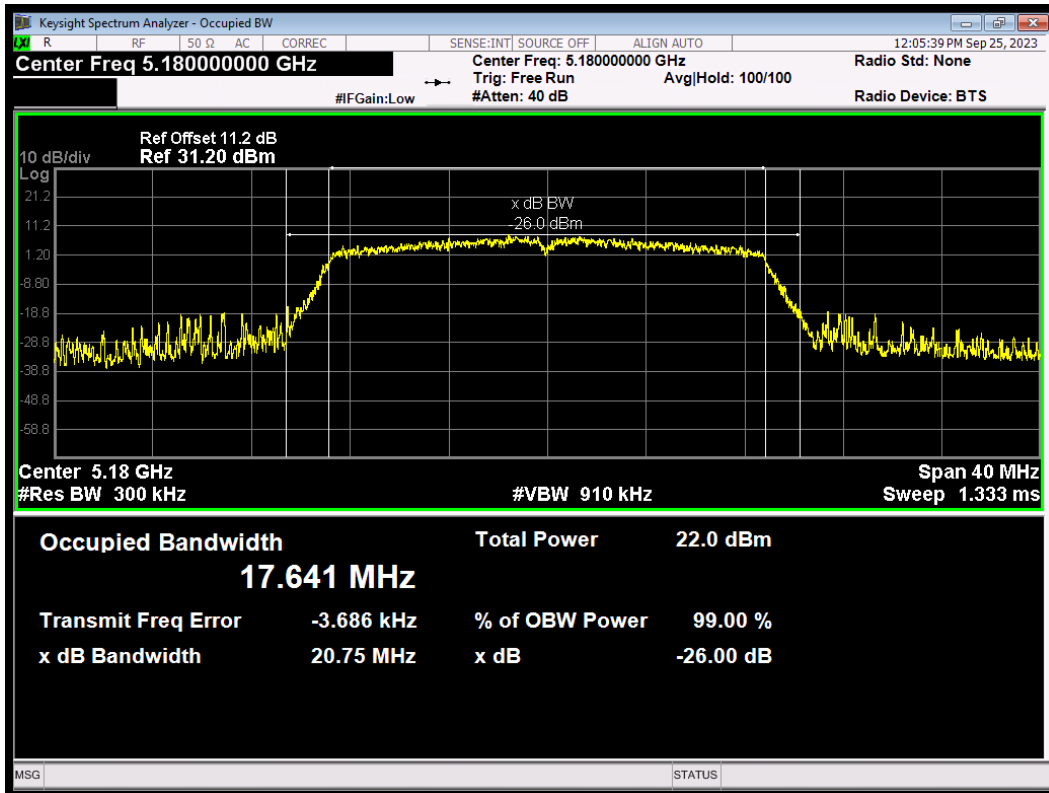 Keysight Spectrum Analyzer - Occupied BW
LXI R RF 50 Ω AC CORREC SENSE:INT SOURCE OFF ALIGN AUTO 12:05:39 PM Sep 25, 2023
Center Freq 5.180000000 GHz Center Freq: 5.180000000 GHz Radio Std: None
Trig: Free Run Avg|Hold: 100/100
#IFGain:Low #Atten: 40 dB Radio Device: BTS
Ref Offset 11.2 dB
10 dB/div Ref 31.20 dBm
Log
21.2
x dB BW
11.2 -26.0 dBm
1.20
-8.80
-18.8
-28.8
-38.8
-48.8
-58.8
Center 5.18 GHz Span 40 MHz
#Res BW 300 kHz #VBW 910 kHz Sweep 1.333 ms
Occupied Bandwidth Total Power 22.0 dBm
17.641 MHz
Transmit Freq Error -3.686 kHz % of OBW Power 99.00 %
x dB Bandwidth 20.75 MHz x dB -26.00 dB
MSG STATUS